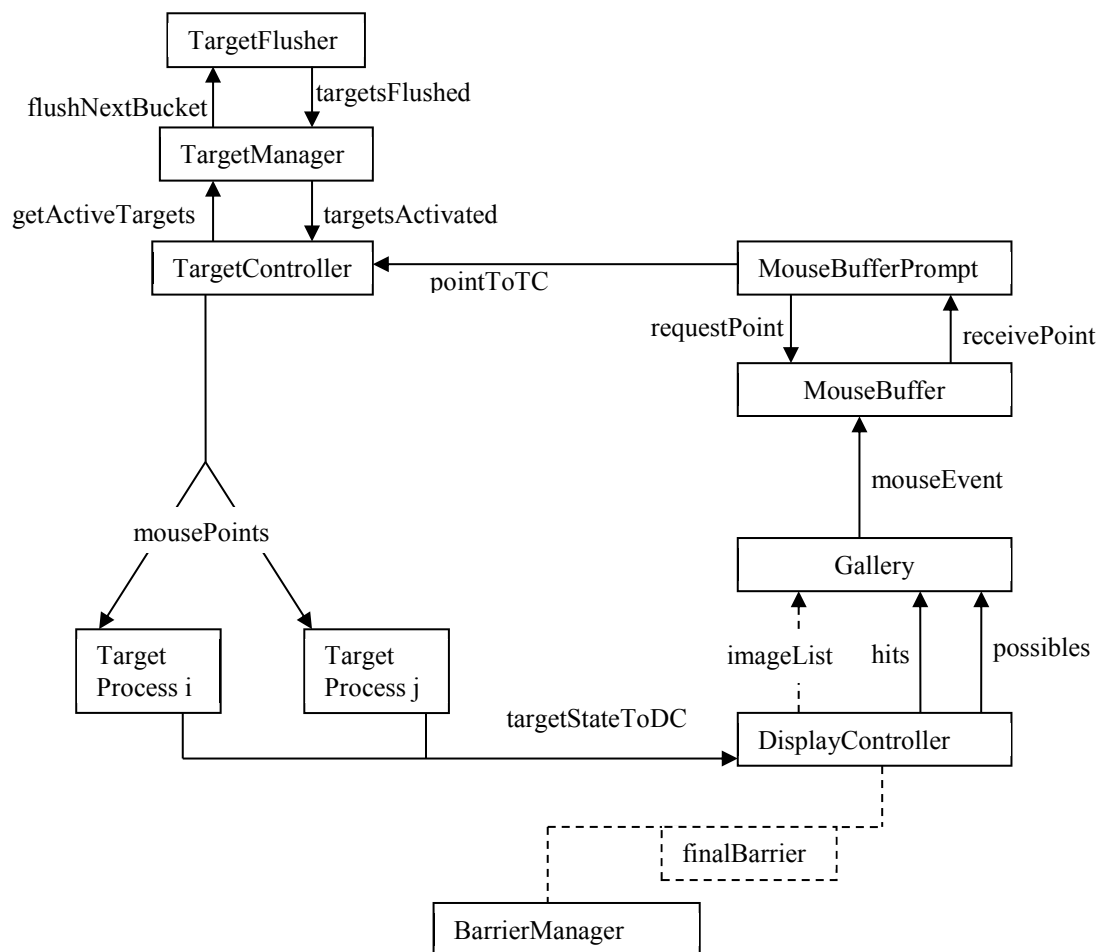 TargetFlusher
flushNextBucket
targetsFlushed
TargetManager
getActiveTargets
targetsActivated
TargetController
pointToTC
MouseBufferPrompt
requestPoint
receivePoint
MouseBuffer
mouseEvent
mousePoints
Gallery
Target
Process i
Target
Process j
imageList
hits
possibles
targetStateToDC
DisplayController
finalBarrier
BarrierManager